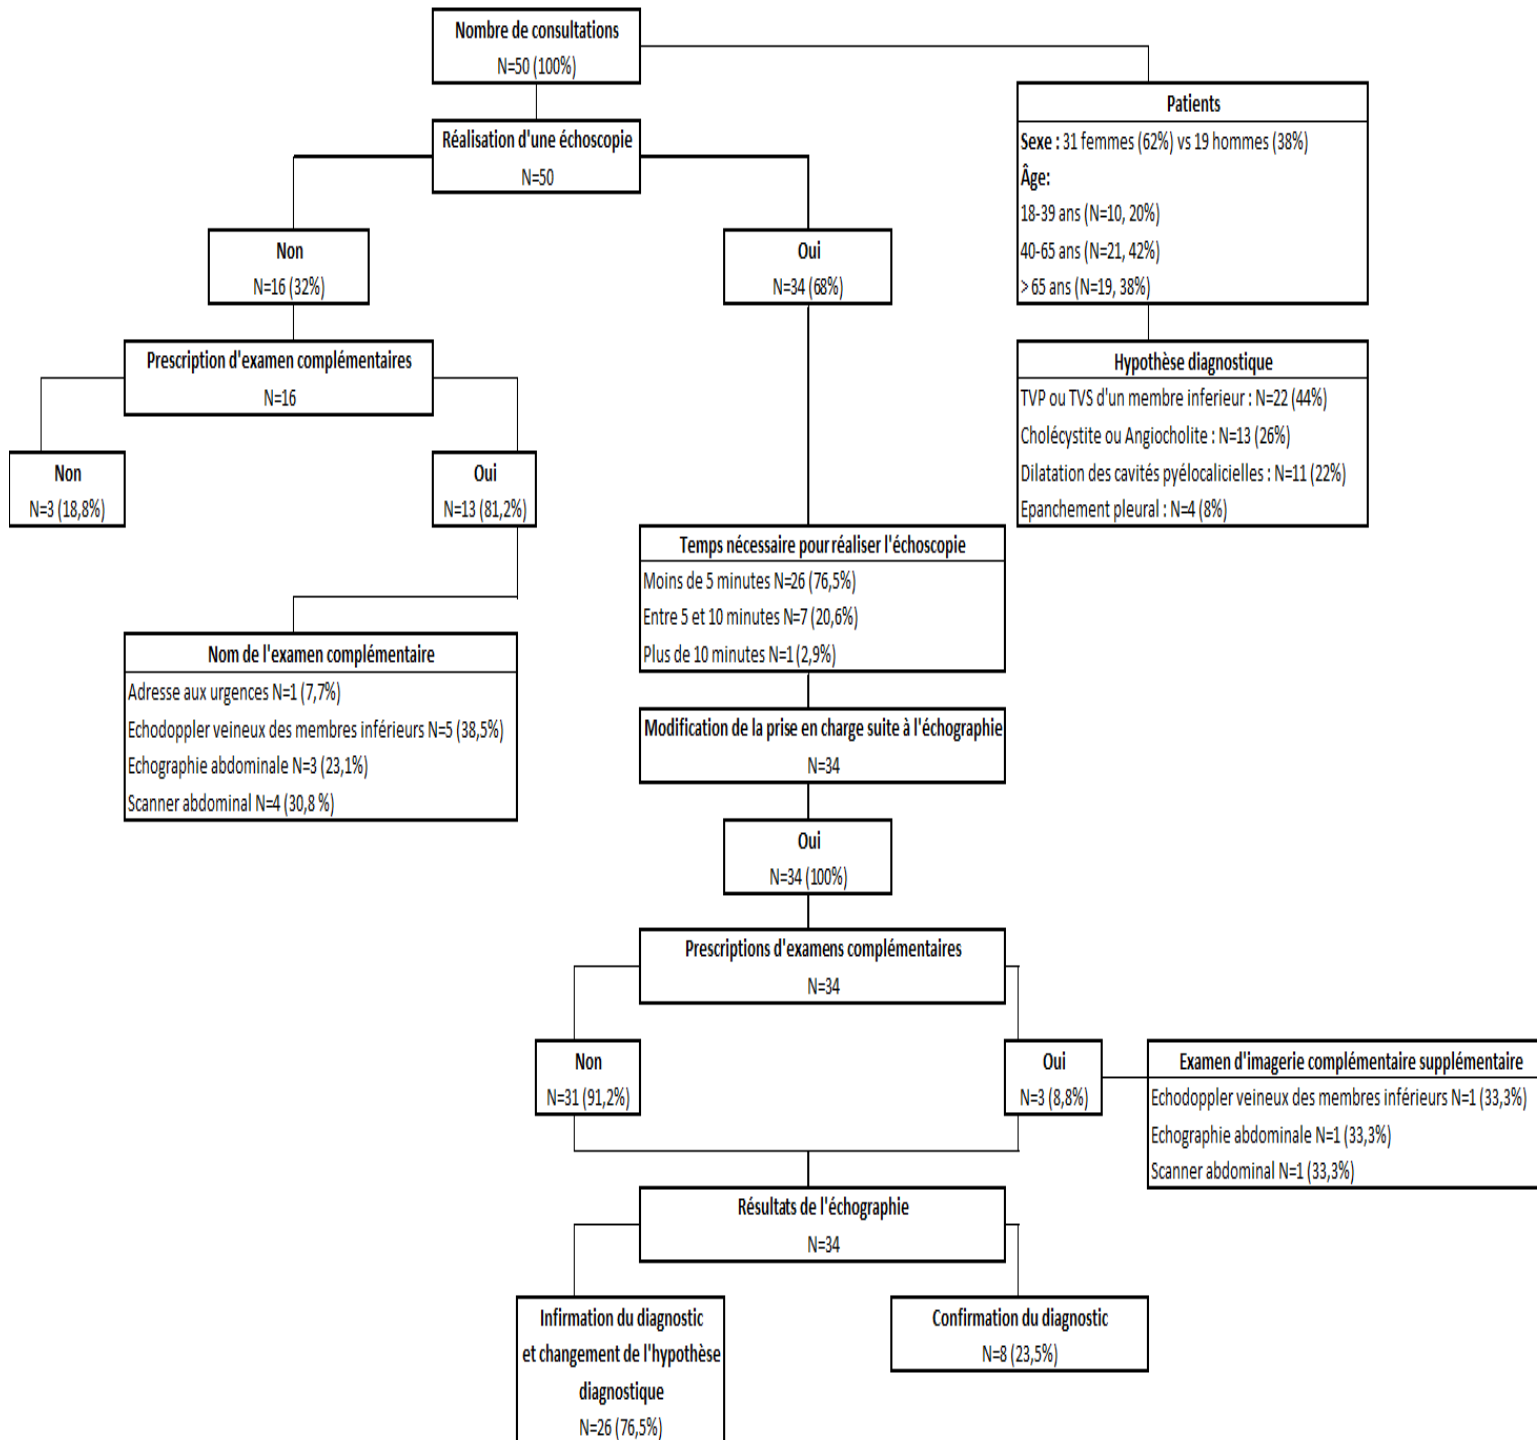 Nombre de consultations
N=50 (100%)
Patients
Sexe : 31 femmes (62%) vs 19 hommes (38%)
Âge:
18-39 ans (N=10, 20%)
40-65 ans (N=21, 42%)
> 65 ans (N=19, 38%)
Réalisation d'une échoscopie
N=50
Non
N=16 (32%)
Oui
N=34 (68%)
Hypothèse diagnostique
TVP ou TVS d'un membre inferieur : N=22 (44%)
Cholécystite ou Angiocholite : N=13 (26%)
Dilatation des cavités pyélocalicielles : N=11 (22%)
Epanchement pleural : N=4 (8%)
Prescription d'examen complémentaires
N=16
Non
N=3 (18,8%)
Oui
N=13 (81,2%)
Nom de l'examen complémentaire
Adresse aux urgences N=1 (7,7%)
Echodoppler veineux des membres inférieurs N=5 (38,5%)
Echographie abdominale N=3 (23,1%)
Scanner abdominal N=4 (30,8 %)
Temps nécessaire pour réaliser l'échoscopie
Moins de 5 minutes N=26 (76,5%)
Entre 5 et 10 minutes N=7 (20,6%)
Plus de 10 minutes N=1 (2,9%)
Modification de la prise en charge suite à l'échographie
N=34
Oui
N=34 (100%)
Prescriptions d'examens complémentaires
N=34
Non
N=31 (91,2%)
Oui
N=3 (8,8%)
Examen d'imagerie complémentaire supplémentaire
Echodoppler veineux des membres inférieurs N=1 (33,3%)
Echographie abdominale N=1 (33,3%)
Scanner abdominal N=1 (33,3%)
Résultats de l'échographie
N=34
Infirmation du diagnostic
et changement de l'hypothèse
diagnostique
N=26 (76,5%)
Confirmation du diagnostic
N=8 (23,5%)